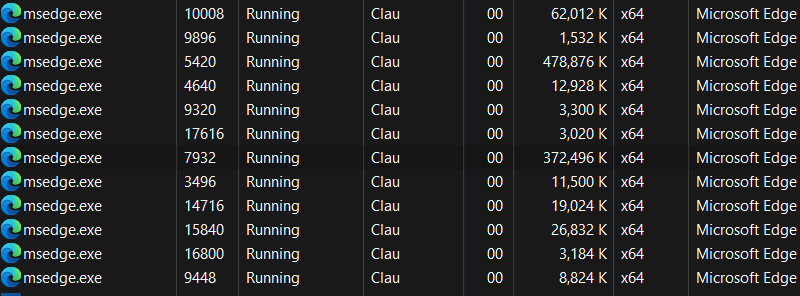 msedge.exe 10008 Running Clau 00 62,012 K x64 Microsoft Edge
msedge.exe 9896 Running Clau 00 1,532 K x64 Microsoft Edge
msedge.exe 5420 Running Clau 00 478,876 K x64 Microsoft Edge
msedge.exe 4640 Running Clau 00 12,928 K x64 Microsoft Edge
msedge.exe 9320 Running Clau 00 3,300 K x64 Microsoft Edge
msedge.exe 17616 Running Clau 00 3,020 K x64 Microsoft Edge
msedge.exe 7932 Running Clau 00 372,496 K x64 Microsoft Edge
msedge.exe 3496 Running Clau 00 11,500 K x64 Microsoft Edge
msedge.exe 14716 Running Clau 00 19,024 K x64 Microsoft Edge
msedge.exe 15840 Running Clau 00 26,832 K x64 Microsoft Edge
msedge.exe 16800 Running Clau 00 3,184 K x64 Microsoft Edge
msedge.exe 9448 Running Clau 00 8,824 K x64 Microsoft Edge